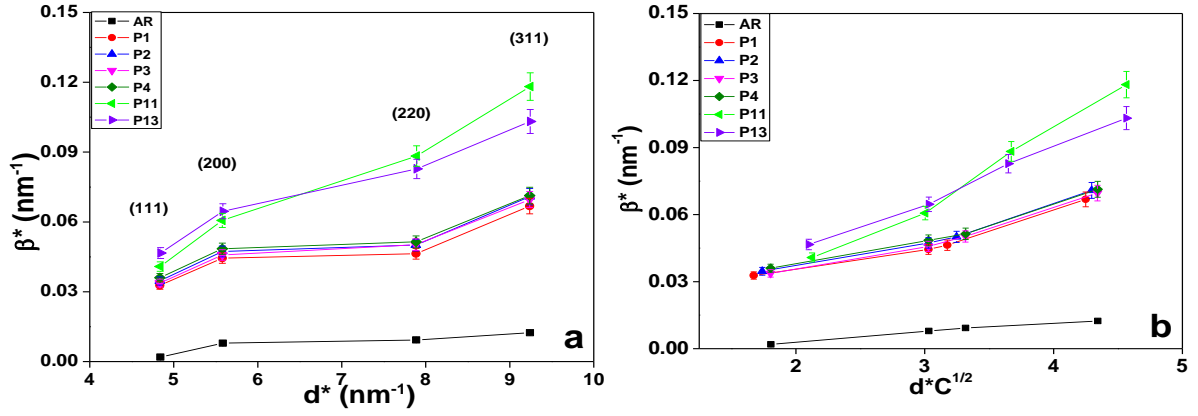 0.15
0.12
0.09
0.06
0.03
0.00
β* (nm-1)
AR
P1
P2
P3
P4
P11
P13
(111)
(200)
(220)
(311)
a
4 5 6 7 8 9 10
d* (nm-1)
0.15
0.12
0.09
0.06
0.03
0.00
β* (nm-1)
AR
P1
P2
P3
P4
P11
P13
b
2 3 4 5
d*C1/2